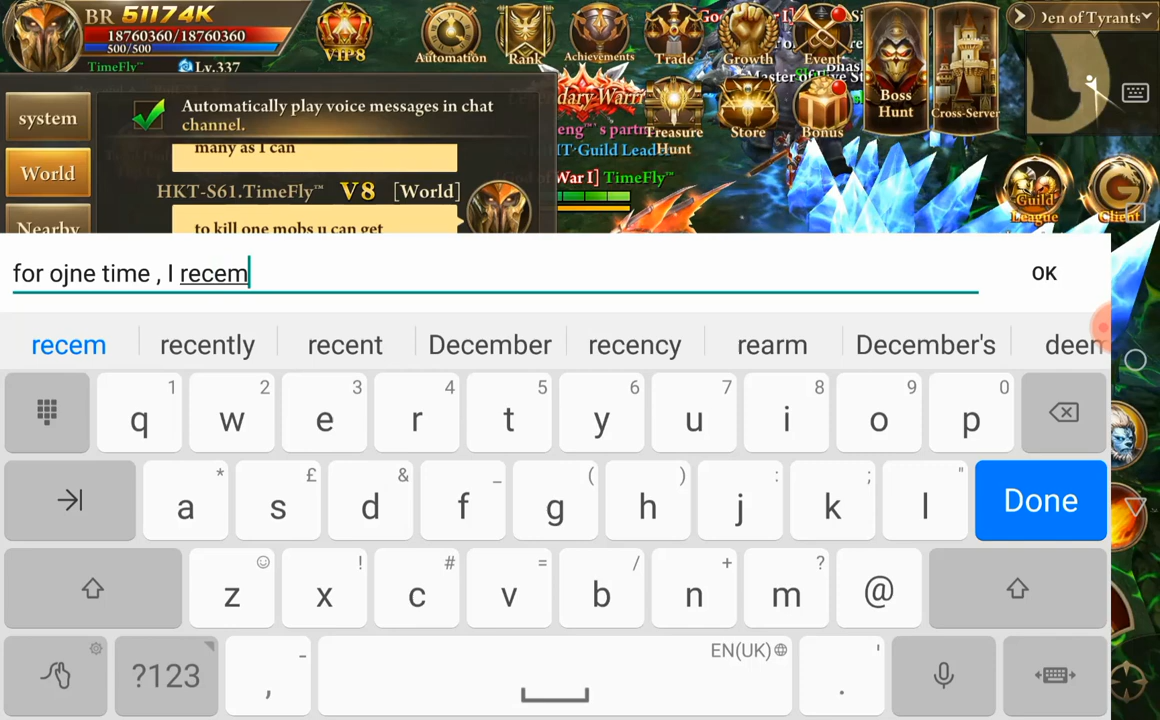 BR 51174K
18760360/18760360
500/500
TimeFly™ Lv.337
VIP8
Automation
Rank
Achievements
Trade
Growth
Event
Boss
Hunt
Cross-Server
Den of Tyrants
Treasure
Hunt
Store
Bonus
Guild
League
Client
system
World
Nearby
Automatically play voice messages in chat
channel.
many as I can
HKT-S61.TimeFly™ V8 [World]
to kill one mobs u can get
TimeFly™
for ojne time , I recem
OK
recem recently recent December recency rearm December's deem
1 2 3 4 5 6 7 8 9 0
q w e r t y u i o p
* £ & _ ( ) : ; "
a s d f g h j k l Done
! # = / + ?
z x c v b n m @
- EN(UK) '
?123 , .